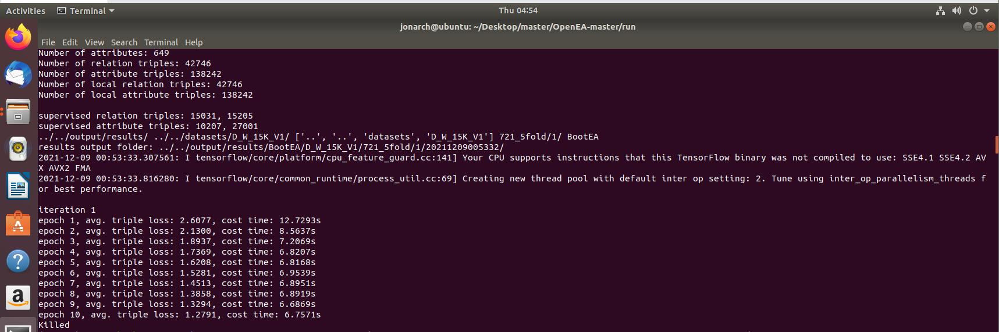 Activities Terminal Thu 04:54
jonarch@ubuntu: ~/Desktop/master/OpenEA-master/run
File Edit View Search Terminal Help
Number of attributes: 649
Number of relation triples: 42746
Number of attribute triples: 138242
Number of local relation triples: 42746
Number of local attribute triples: 138242
supervised relation triples: 15031, 15205
supervised attribute triples: 10207, 27001
../../output/results/ ../../datasets/D_W_15K_V1/ ['..', '..', 'datasets', 'D_W_15K_V1'] 721_5fold/1/ BootEA
results output folder: ../../output/results/BootEA/D_W_15K_V1/721_5fold/1/20211209005332/
2021-12-09 00:53:33.307561: I tensorflow/core/platform/cpu_feature_guard.cc:141] Your CPU supports instructions that this TensorFlow binary was not compiled to use: SSE4.1 SSE4.2 AV
X AVX2 FMA
2021-12-09 00:53:33.816280: I tensorflow/core/common_runtime/process_util.cc:69] Creating new thread pool with default inter op setting: 2. Tune using inter_op_parallelism_threads f
or best performance.
iteration 1
epoch 1, avg. triple loss: 2.6077, cost time: 12.7293s
epoch 2, avg. triple loss: 2.1300, cost time: 8.5637s
epoch 3, avg. triple loss: 1.8937, cost time: 7.2069s
epoch 4, avg. triple loss: 1.7369, cost time: 6.8207s
epoch 5, avg. triple loss: 1.6208, cost time: 6.8168s
epoch 6, avg. triple loss: 1.5281, cost time: 6.9539s
epoch 7, avg. triple loss: 1.4513, cost time: 6.8951s
epoch 8, avg. triple loss: 1.3858, cost time: 6.8919s
epoch 9, avg. triple loss: 1.3294, cost time: 6.6869s
epoch 10, avg. triple loss: 1.2791, cost time: 6.7571s
Killed